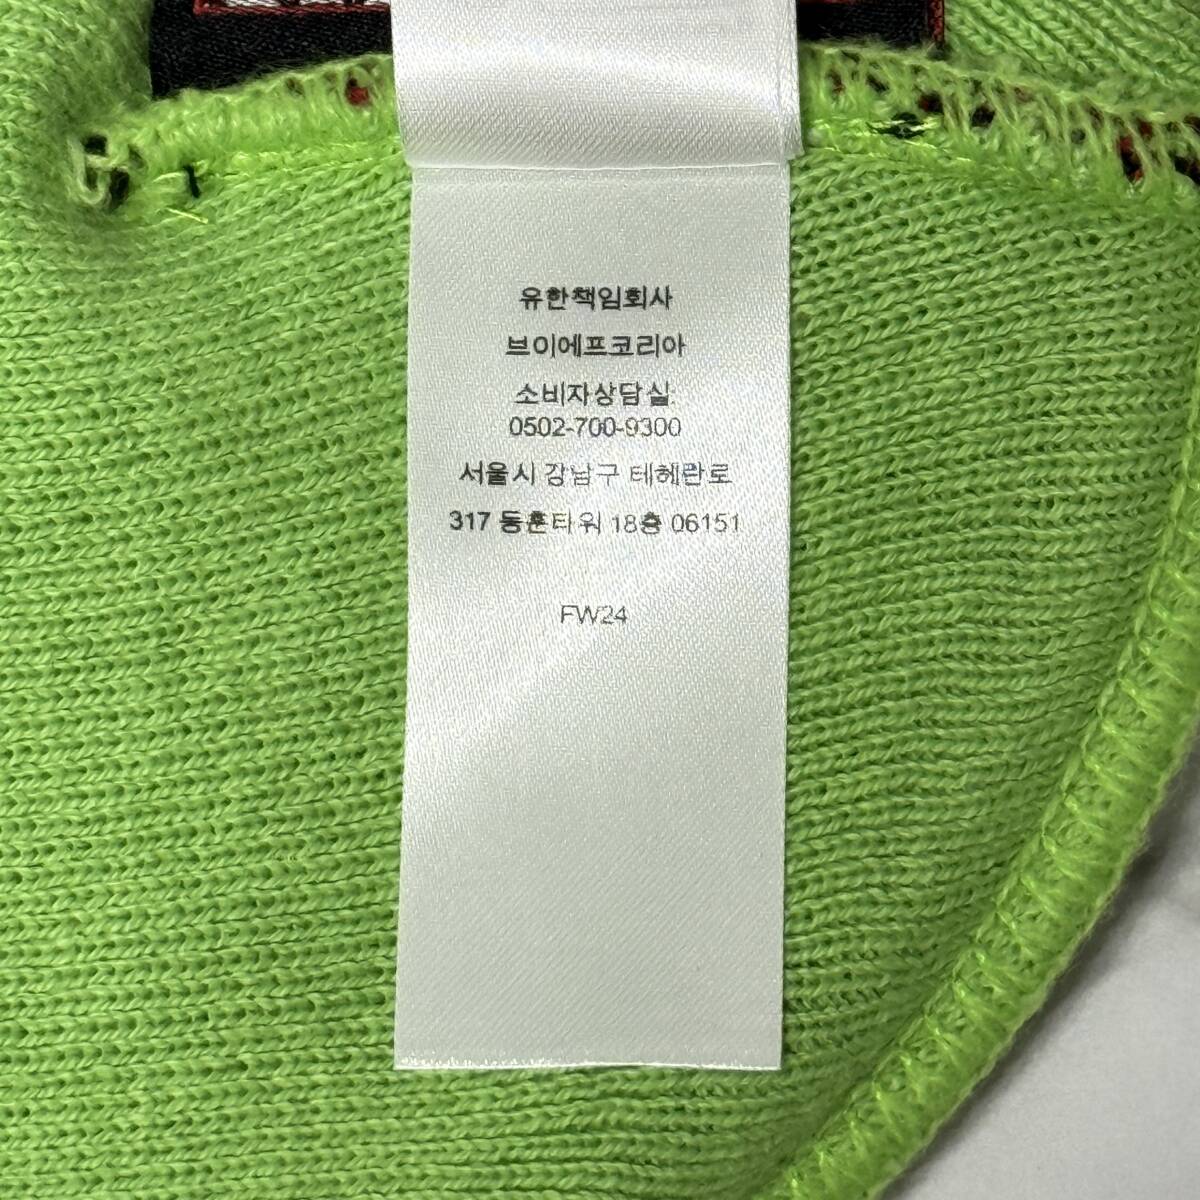 유한책임회사
브이에프코리아
소비자상담실:
0502-700-9300
서울시 강남구 테헤란로
317 동훈타워 18층 06151
FW24